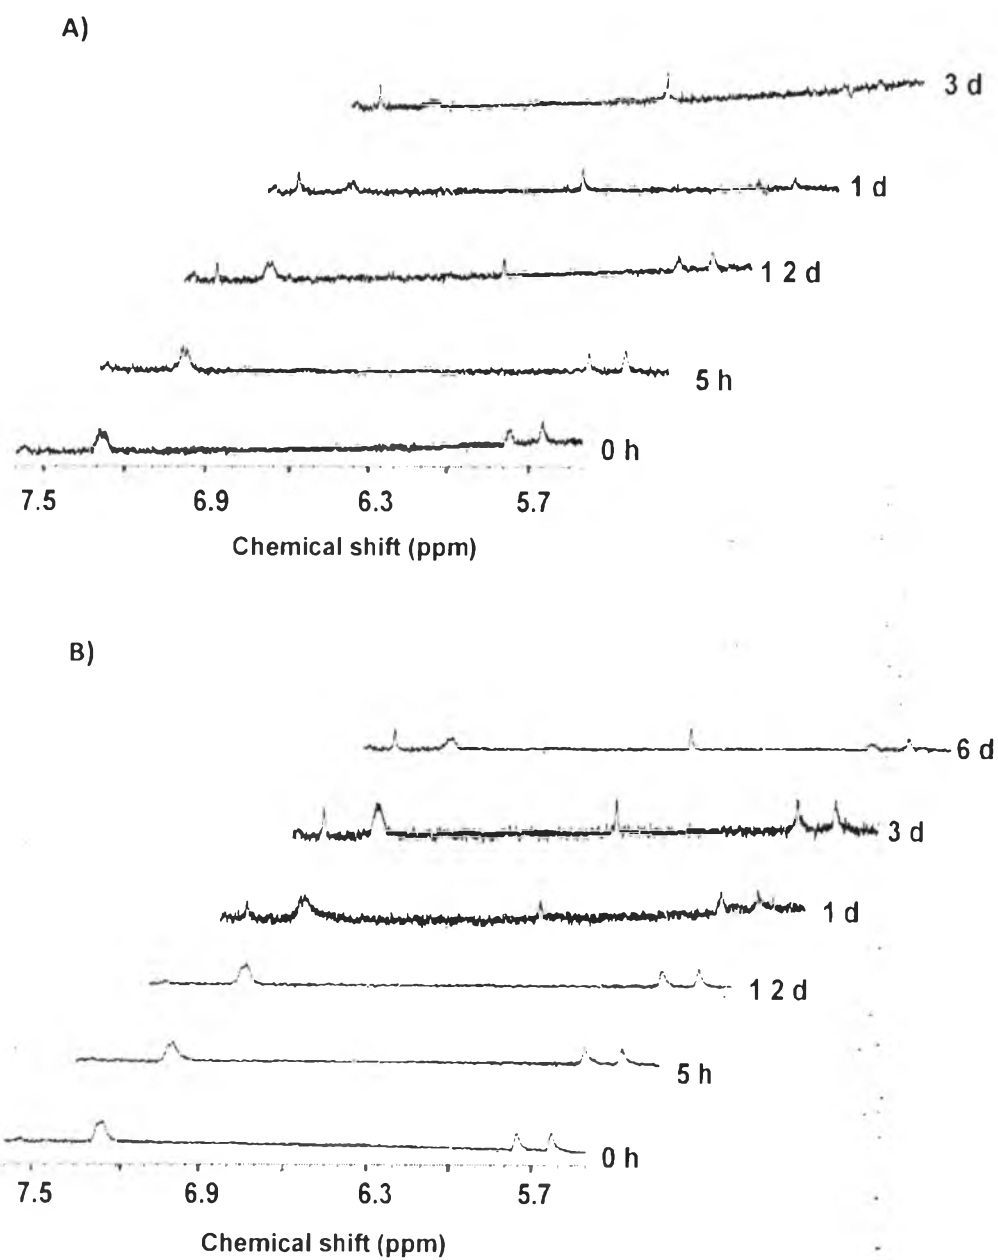 A)
3 d
1 d
1 2 d
5 h
0 h
7.5 6.9 6.3 5.7
Chemical shift (ppm)
B)
6 d
3 d
1 d
1 2 d
5 h
0 h
7.5 6.9 6.3 5.7
Chemical shift (ppm)